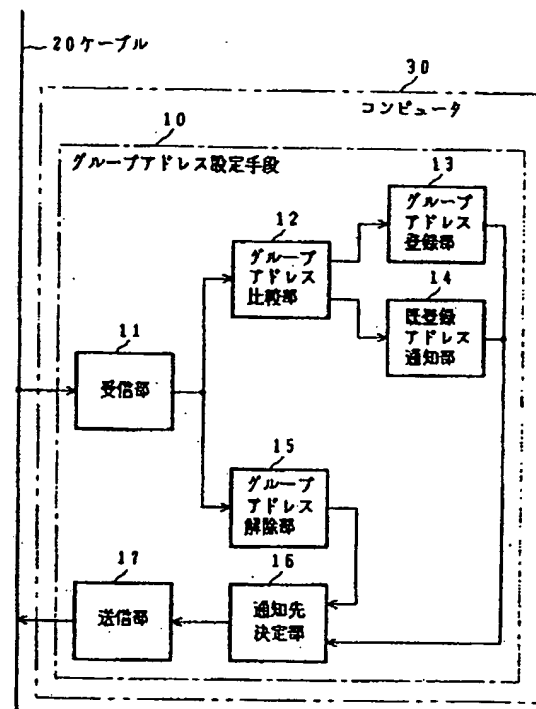 20ケーブル
30
コンピュータ
10
グループアドレス設定手段
13
グループ
アドレス
登録部
12
グループ
アドレス
比較部
14
既登録
アドレス
通知部
11
受信部
15
グループ
アドレス
解除部
17
送信部
16
通知先
決定部